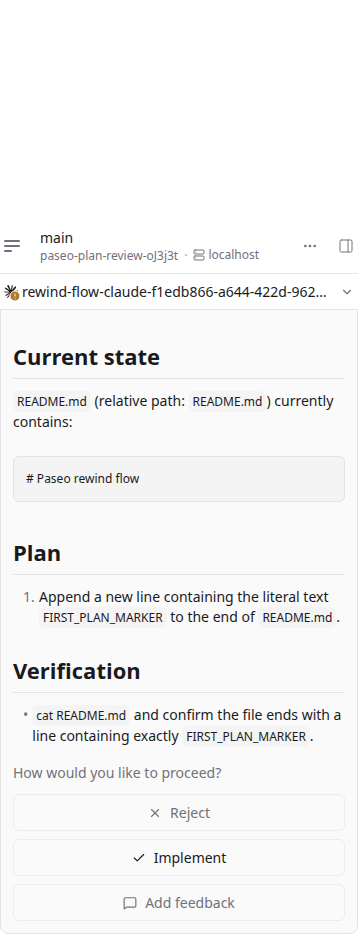 main
paseo-plan-review-oJ3j3t · localhost
rewind-flow-claude-f1edb866-a644-422d-962...
Current state
README.md (relative path: README.md ) currently
contains:
# Paseo rewind flow
Plan
1. Append a new line containing the literal text
FIRST_PLAN_MARKER to the end of README.md .
Verification
• cat README.md and confirm the file ends with a
line containing exactly FIRST_PLAN_MARKER .
How would you like to proceed?
Reject
Implement
Add feedback